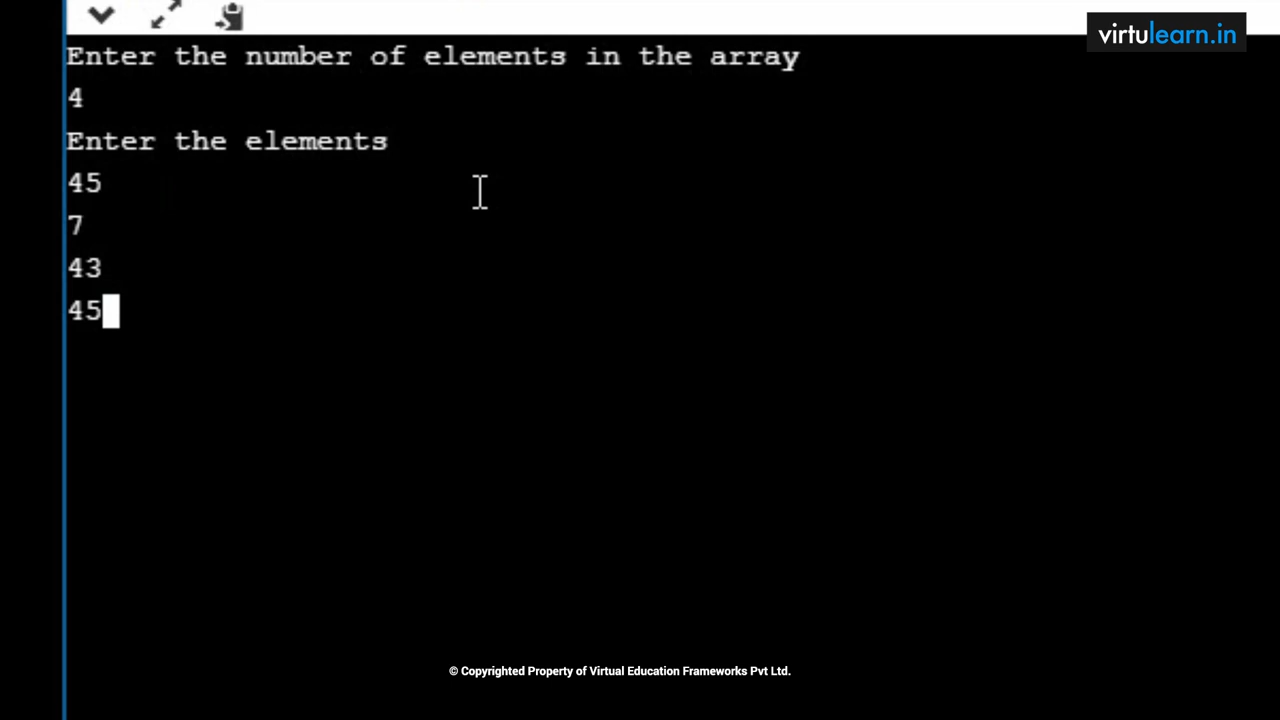 virtulearn.in
Enter the number of elements in the array
4
Enter the elements
45
7
43
45
© Copyrighted Property of Virtual Education Frameworks Pvt Ltd.